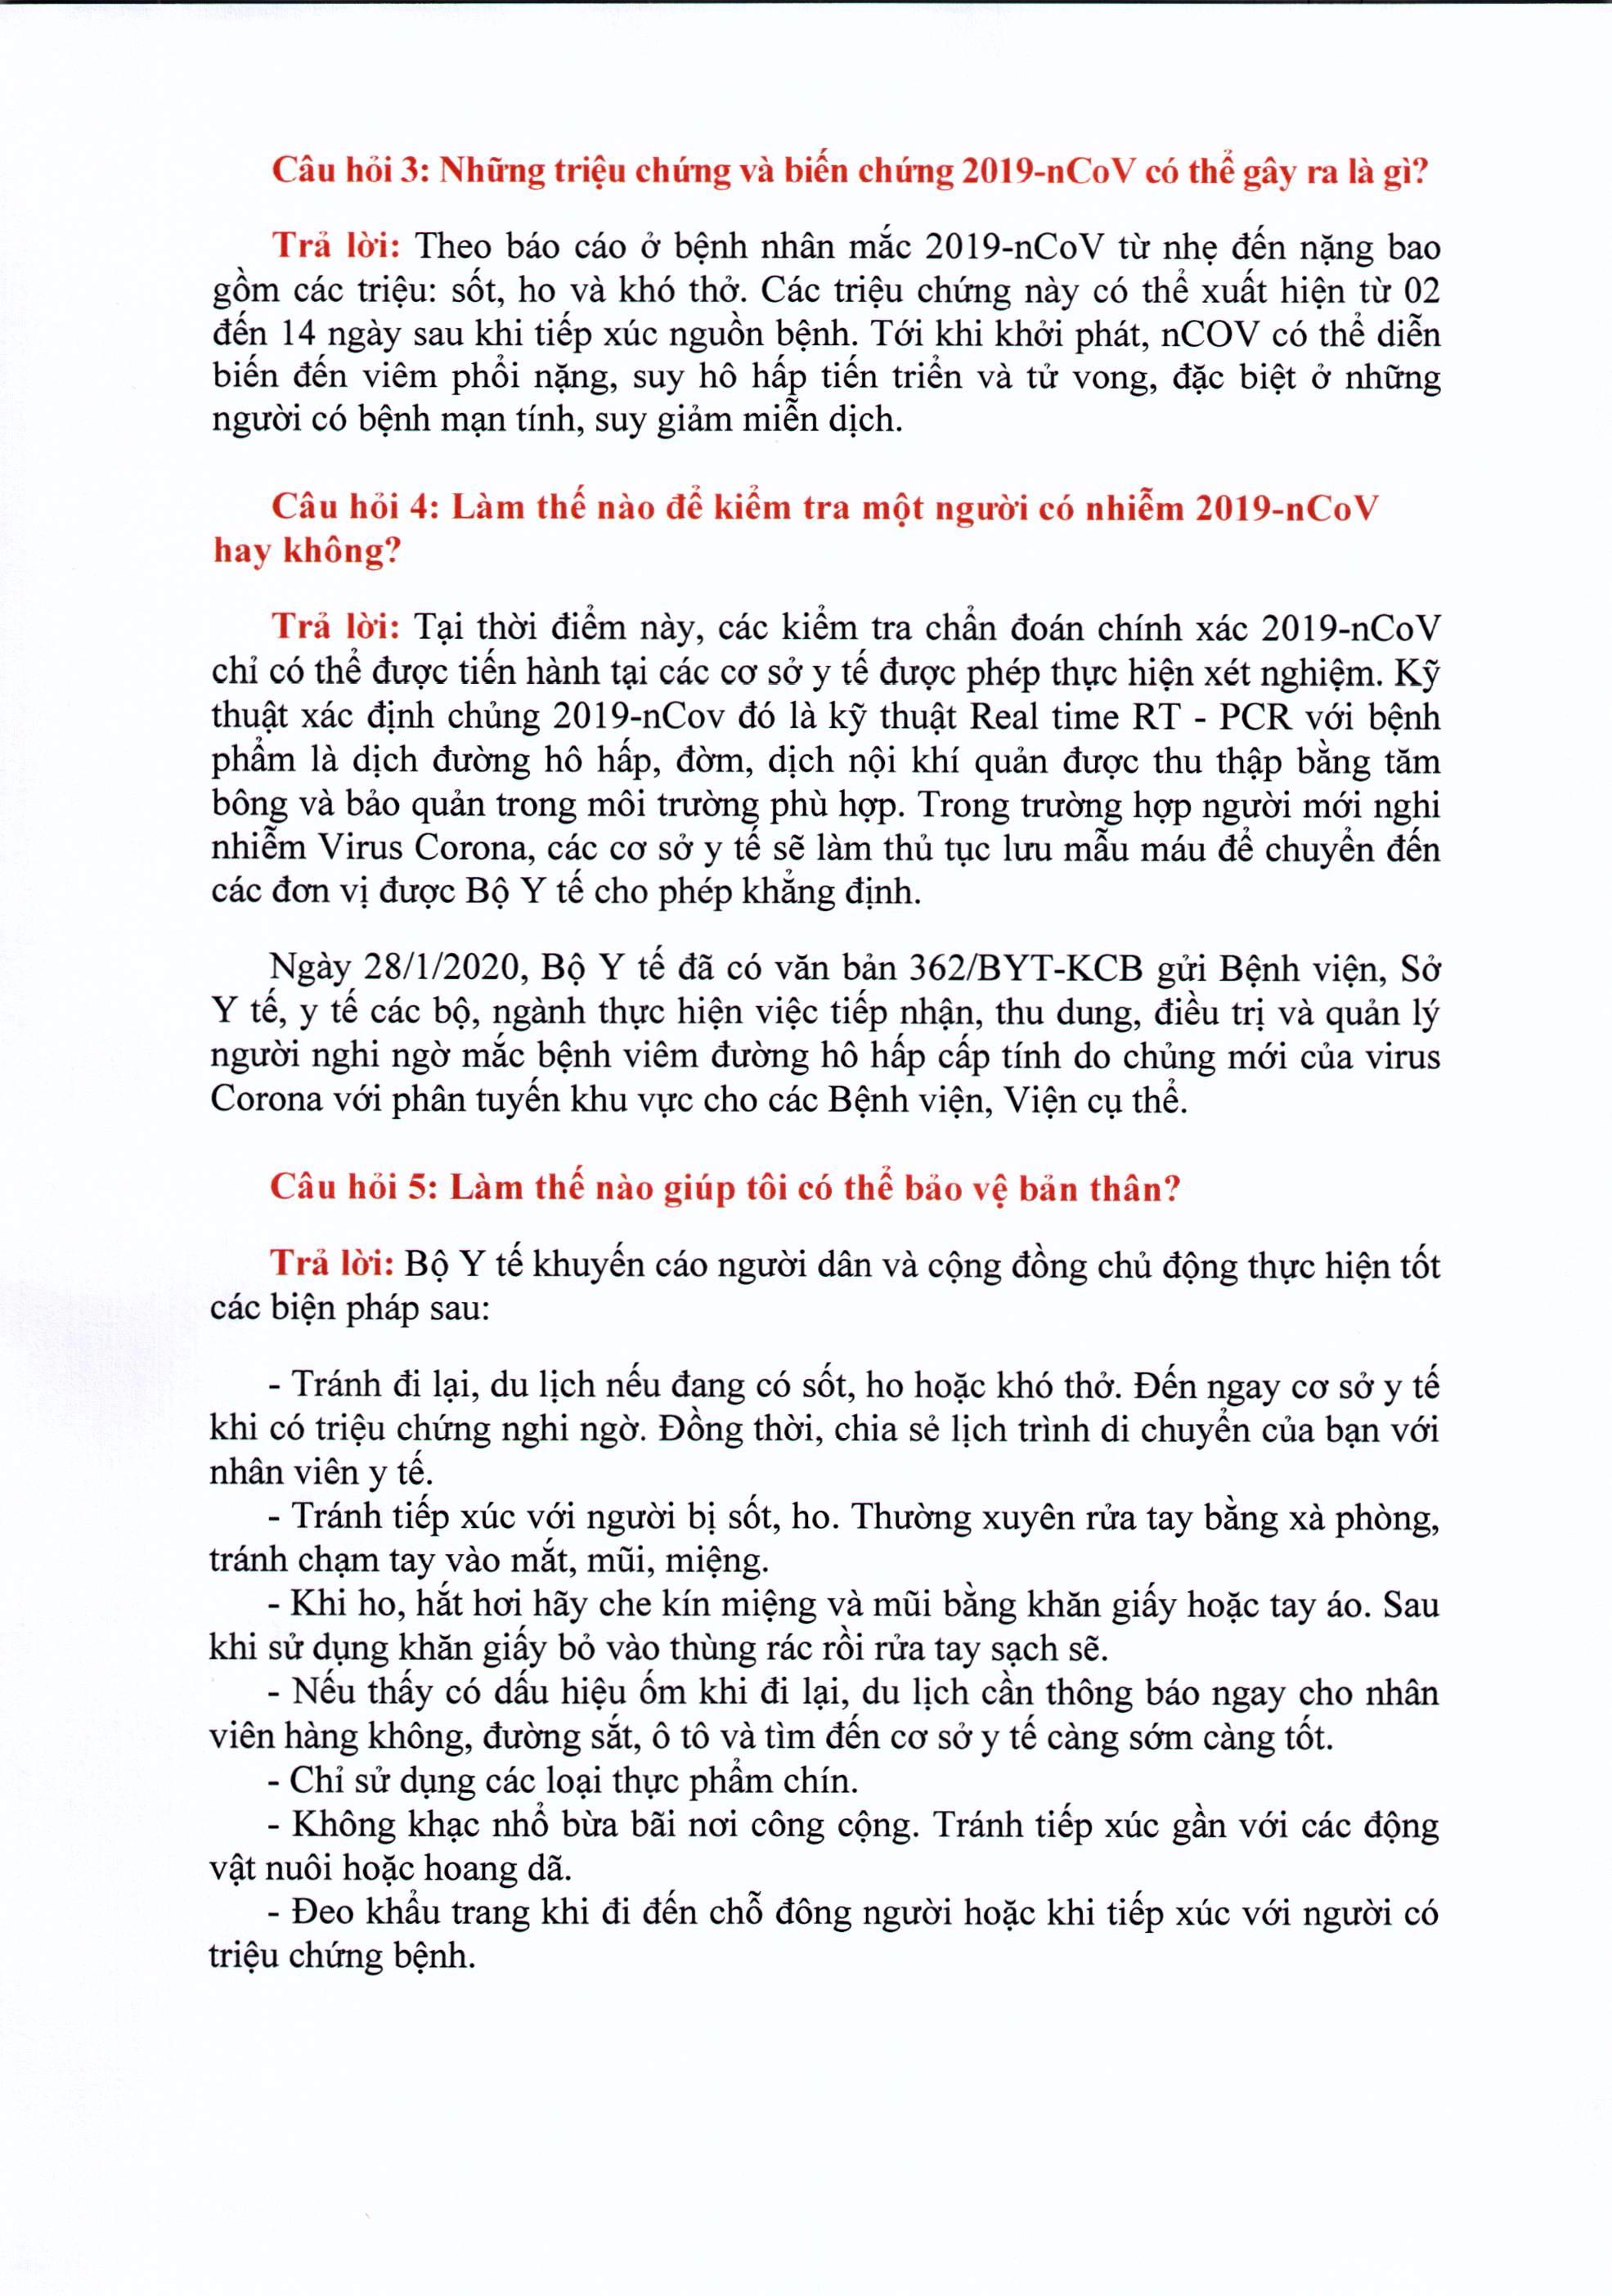 Câu hỏi 3: Những triệu chứng và biến chứng 2019-nCoV có thể gây ra là gì?
Trả lời: Theo báo cáo ở bệnh nhân mắc 2019-nCoV từ nhẹ đến nặng bao
gồm các triệu: sốt, ho và khó thở. Các triệu chứng này có thể xuất hiện từ 02
đến 14 ngày sau khi tiếp xúc nguồn bệnh. Tới khi khởi phát, nCOV có thể diễn
biến đến viêm phổi nặng, suy hô hấp tiến triển và tử vong, đặc biệt ở những
người có bệnh mạn tính, suy giảm miễn dịch.
Câu hỏi 4: Làm thế nào để kiểm tra một người có nhiễm 2019-nCoV
hay không?
Trả lời: Tại thời điểm này, các kiểm tra chẩn đoán chính xác 2019-nCoV
chỉ có thể được tiến hành tại các cơ sở y tế được phép thực hiện xét nghiệm. Kỹ
thuật xác định chủng 2019-nCov đó là kỹ thuật Real time RT - PCR với bệnh
phẩm là dịch đường hô hấp, đờm, dịch nội khí quản được thu thập bằng tăm
bông và bảo quản trong môi trường phù hợp. Trong trường hợp người mới nghi
nhiễm Virus Corona, các cơ sở y tế sẽ làm thủ tục lưu mẫu máu để chuyển đến
các đơn vị được Bộ Y tế cho phép khẳng định.
Ngày 28/1/2020, Bộ Y tế đã có văn bản 362/BYT-KCB gửi Bệnh viện, Sở
Y tế, y tế các bộ, ngành thực hiện việc tiếp nhận, thu dung, điều trị và quản lý
người nghi ngờ mắc bệnh viêm đường hô hấp cấp tính do chủng mới của virus
Corona với phân tuyến khu vực cho các Bệnh viện, Viện cụ thể.
Câu hỏi 5: Làm thế nào giúp tôi có thể bảo vệ bản thân?
Trả lời: Bộ Y tế khuyến cáo người dân và cộng đồng chủ động thực hiện tốt
các biện pháp sau:
- Tránh đi lại, du lịch nếu đang có sốt, ho hoặc khó thở. Đến ngay cơ sở y tế
khi có triệu chứng nghi ngờ. Đồng thời, chia sẻ lịch trình di chuyển của bạn với
nhân viên y tế.
- Tránh tiếp xúc với người bị sốt, ho. Thường xuyên rửa tay bằng xà phòng,
tránh chạm tay vào mắt, mũi, miệng.
- Khi ho, hắt hơi hãy che kín miệng và mũi bằng khăn giấy hoặc tay áo. Sau
khi sử dụng khăn giấy bỏ vào thùng rác rồi rửa tay sạch sẽ.
- Nếu thấy có dấu hiệu ốm khi đi lại, du lịch cần thông báo ngay cho nhân
viên hàng không, đường sắt, ô tô và tìm đến cơ sở y tế càng sớm càng tốt.
- Chỉ sử dụng các loại thực phẩm chín.
- Không khạc nhổ bừa bãi nơi công cộng. Tránh tiếp xúc gần với các động
vật nuôi hoặc hoang dã.
- Đeo khẩu trang khi đi đến chỗ đông người hoặc khi tiếp xúc với người có
triệu chứng bệnh.